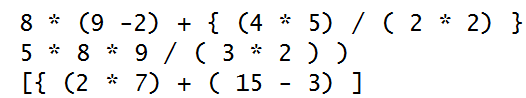 8 * (9 -2) + { (4 * 5) / ( 2 * 2) }
5 * 8 * 9 / ( 3 * 2 ) )
[{ (2 * 7) + ( 15 - 3) ]